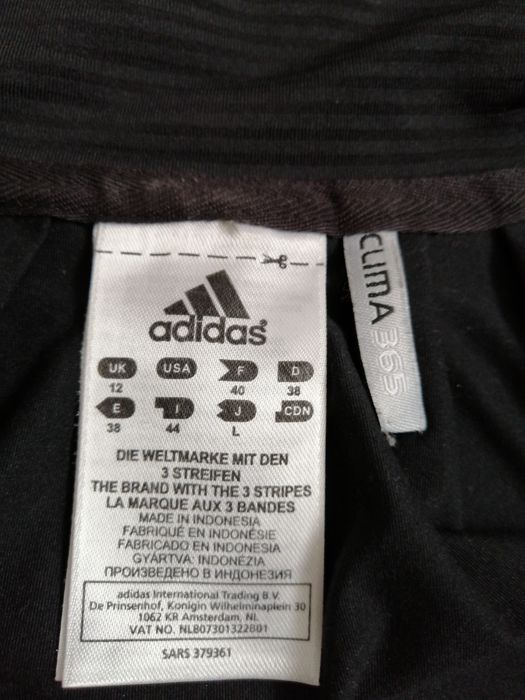 adidas
UK USA F D
12 40 38
E I J CDN
38 44 L
DIE WELTMARKE MIT DEN
3 STREIFEN
THE BRAND WITH THE 3 STRIPES
LA MARQUE AUX 3 BANDES
MADE IN INDONESIA
FABRIQUÉ EN INDONÉSIE
FABRICADO EN INDONESIA
GYÁRTVA: INDONÉZIA
ПРОИЗВЕДЕНО В ИНДОНЕЗИЯ
adidas International Trading B.V.
De Prinsenhof, Konigin Wilhelminaplein 30
1062 KR Amsterdam, NL
VAT NO. NL807301322B01
SARS 379361
CLIMA 365